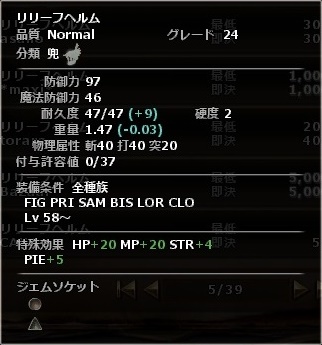 リリーフヘルム
品質 Normal グレード 24
分類 兜
防御力 97
魔法防御力 46
耐久度 47/47 (+9) 硬度 2
重量 1.47 (-0.03)
物理属性 斬40 打40 突20
付与許容値 0/37
装備条件 全種族
FIG PRI SAM BIS LOR CLO
Lv 58～
特殊効果 HP+20 MP+20 STR+4
PIE+5
ジェムソケット
5/39